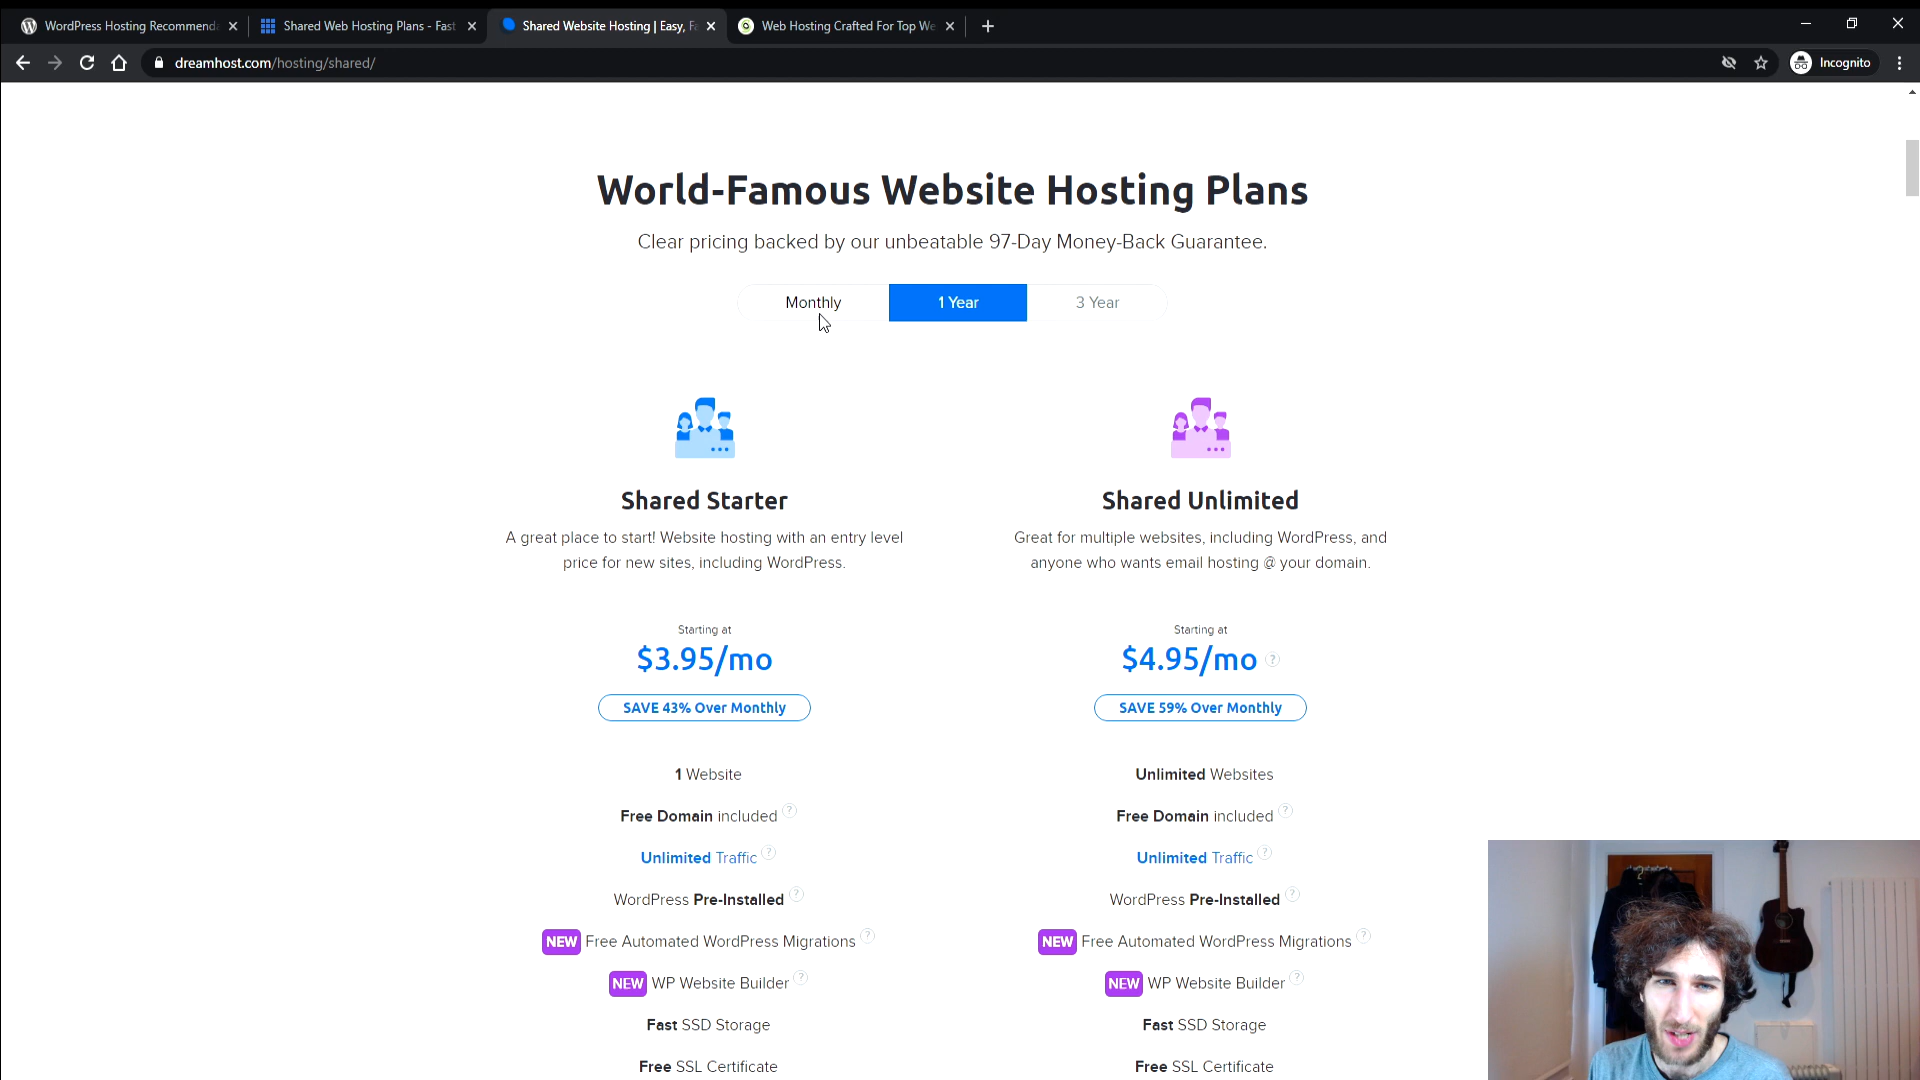 WordPress Hosting Recommenda
Shared Web Hosting Plans - Fast
Shared Website Hosting | Easy, Fa
Web Hosting Crafted For Top We
dreamhost.com/hosting/shared/
Incognito
World-Famous Website Hosting Plans
Clear pricing backed by our unbeatable 97-Day Money-Back Guarantee.
Monthly
1 Year
3 Year
Shared Starter
A great place to start! Website hosting with an entry level
price for new sites, including WordPress.
Starting at
$3.95/mo
SAVE 43% Over Monthly
1 Website
Free Domain included ?
Unlimited Traffic ?
WordPress Pre-Installed ?
NEW Free Automated WordPress Migrations ?
NEW WP Website Builder ?
Fast SSD Storage
Free SSL Certificate
Shared Unlimited
Great for multiple websites, including WordPress, and
anyone who wants email hosting @ your domain.
Starting at
$4.95/mo ?
SAVE 59% Over Monthly
Unlimited Websites
Free Domain included ?
Unlimited Traffic ?
WordPress Pre-Installed ?
NEW Free Automated WordPress Migrations ?
NEW WP Website Builder ?
Fast SSD Storage
Free SSL Certificate